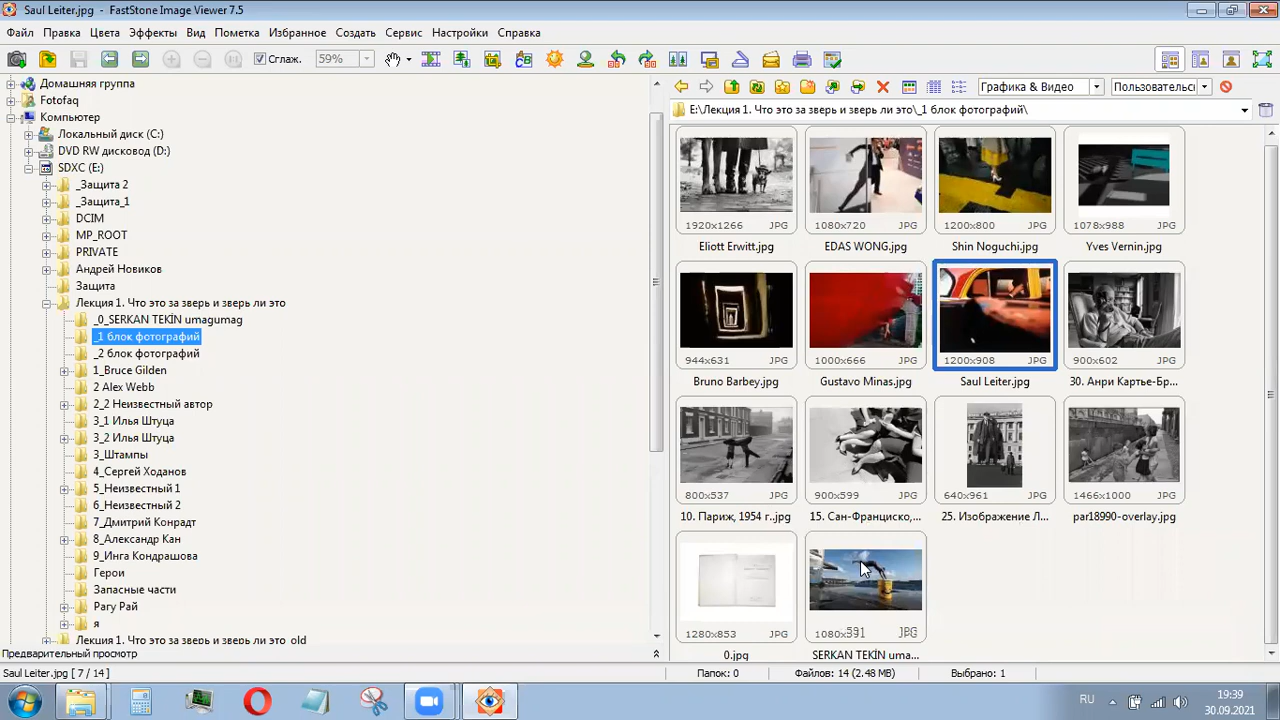 Saul Leiter.jpg - FastStone Image Viewer 7.5
Файл Правка Цвета Эффекты Вид Пометка Избранное Создать Сервис Настройки Справка
Сглаж. 59%
Графика & Видео Пользовательсі
Домашняя группа
Fotofaq
Компьютер
Локальный диск (C:)
DVD RW дисковод (D:)
SDXC (E:)
_Защита 2
_Защита_1
DCIM
MP_ROOT
PRIVATE
Андрей Новиков
Защита
Лекция 1. Что это за зверь и зверь ли это
_0_SERKAN TEKİN umagumag
_1 блок фотографий
_2 блок фотографий
1_Bruce Gilden
2 Alex Webb
2_2 Неизвестный автор
3_1 Илья Штуца
3_2 Илья Штуца
3_Штампы
4_Сергей Ходанов
5_Неизвестный 1
6_Неизвестный 2
7_Дмитрий Конрадт
8_Александр Кан
9_Инга Кондрашова
Герои
Запасные части
Рагу Рай
я
Лекция 1. Что это за зверь и зверь ли это_old
Предварительный просмотр
E:\Лекция 1. Что это за зверь и зверь ли это\_1 блок фотографий\
1920x1266 JPG 1080x720 JPG 1200x800 JPG 1078x988 JPG
Eliott Erwitt.jpg EDAS WONG.jpg Shin Noguchi.jpg Yves Vernin.jpg
944x631 JPG 1000x666 JPG 1200x908 JPG 900x602 JPG
Bruno Barbey.jpg Gustavo Minas.jpg Saul Leiter.jpg 30. Анри Картье-Бр...
800x537 JPG 900x599 JPG 640x961 JPG 1466x1000 JPG
10. Париж, 1954 г..jpg 15. Сан-Франциско,... 25. Изображение Л... par18990-overlay.jpg
1280x853 JPG 1080x591 JPG
0.jpg SERKAN TEKİN uma...
Saul Leiter.jpg [ 7 / 14 ] Папок: 0 Файлов: 14 (2.48 MB) Выбрано: 1
RU 19:39
30.09.2021